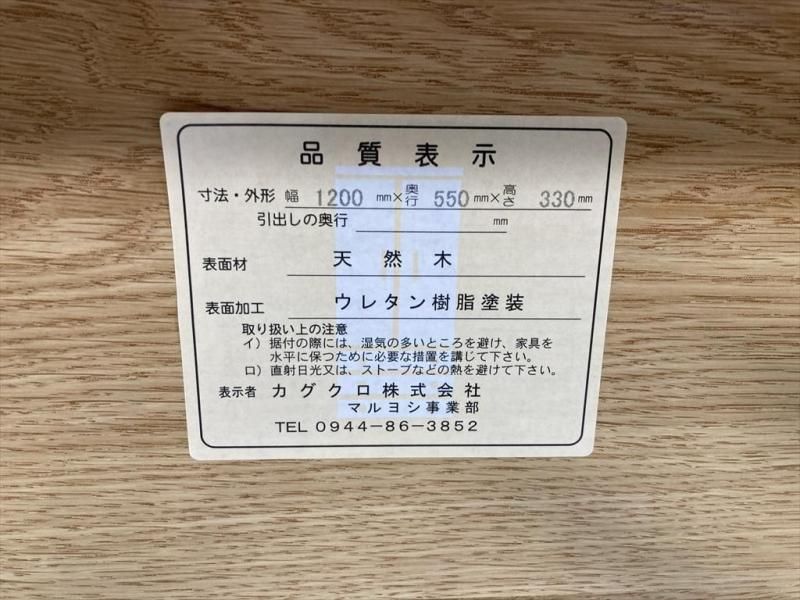 品質表示
寸法・外形 幅 1200 mm×奥行 550 mm×高さ 330 mm
引出しの奥行 mm
表面材 天然木
表面加工 ウレタン樹脂塗装
取り扱い上の注意
イ）据付の際には、湿気の多いところを避け、家具を
水平に保つために必要な措置を講じて下さい。
ロ）直射日光又は、ストーブなどの熱を避けて下さい。
表示者 カグクロ株式会社
マルヨシ事業部
TEL 0944-86-3852